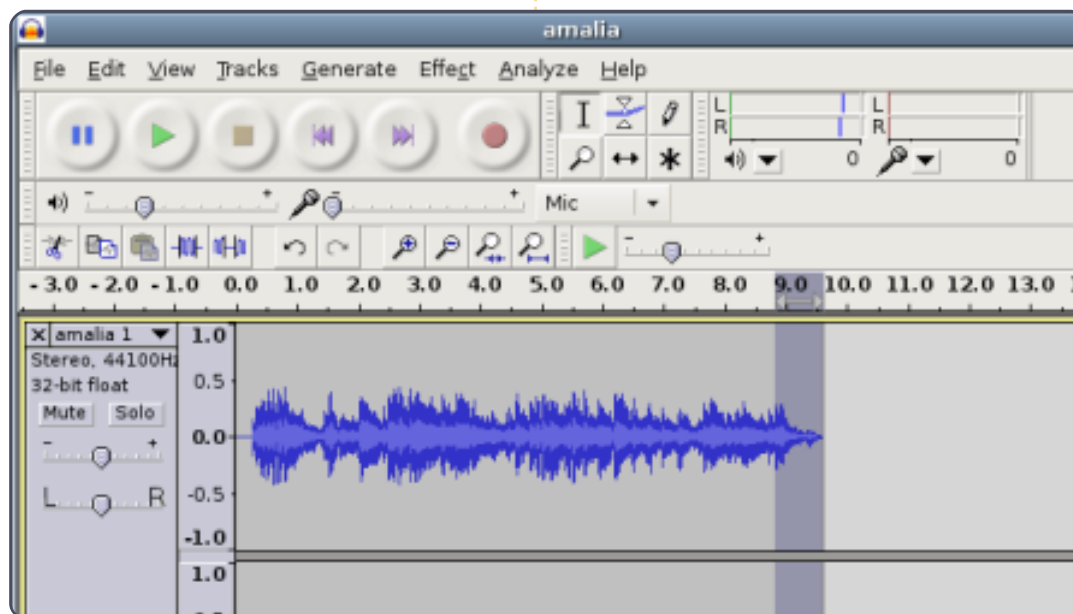 amalia
File Edit View Tracks Generate Effect Analyze Help
L L
R R
0 0
- +
- + Mic
- +
- 3.0 - 2.0 - 1.0 0.0 1.0 2.0 3.0 4.0 5.0 6.0 7.0 8.0 9.0 10.0 11.0 12.0 13.0
X amalia 1 1.0
Stereo, 44100Hz
32-bit float 0.5
Mute Solo
- + 0.0
L R -0.5
-1.0
1.0